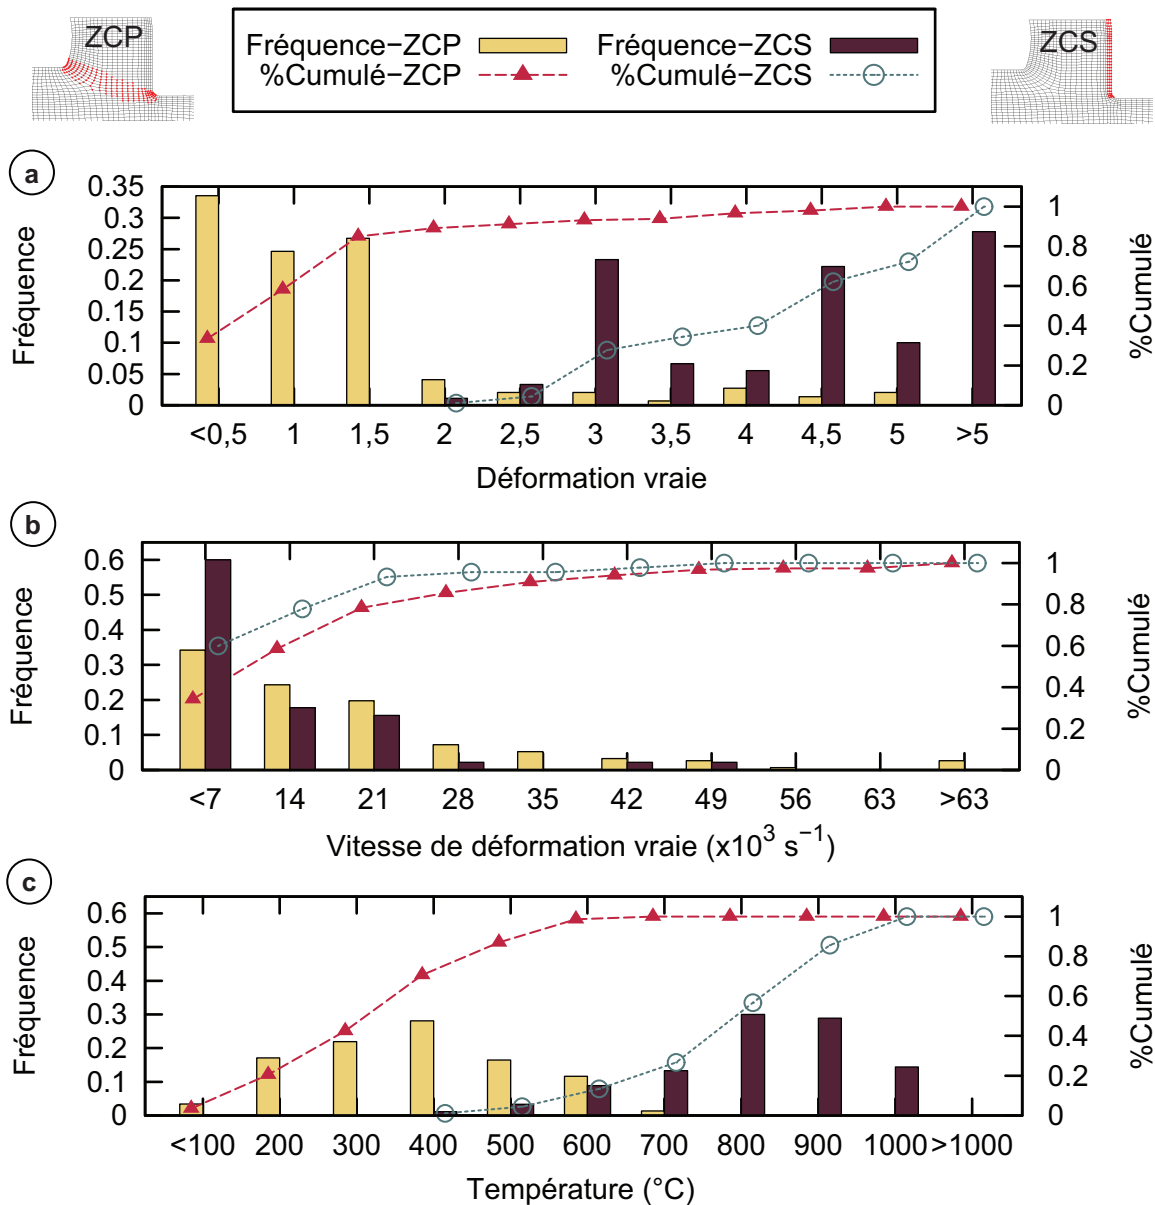 ZCP
Fréquence−ZCP
%Cumulé−ZCP
Fréquence−ZCS
%Cumulé−ZCS
ZCS
a
0.35
0.3
0.25
0.2
0.15
0.1
0.05
0
Fréquence
1
0.8
0.6
0.4
0.2
0
%Cumulé
<0,5 1 1,5 2 2,5 3 3,5 4 4,5 5 >5
Déformation vraie
b
0.6
0.5
0.4
0.3
0.2
0.1
0
Fréquence
1
0.8
0.6
0.4
0.2
0
%Cumulé
<7 14 21 28 35 42 49 56 63 >63
Vitesse de déformation vraie (x10³ s⁻¹)
c
0.6
0.5
0.4
0.3
0.2
0.1
0
Fréquence
1
0.8
0.6
0.4
0.2
0
%Cumulé
<100 200 300 400 500 600 700 800 900 1000 >1000
Température (°C)